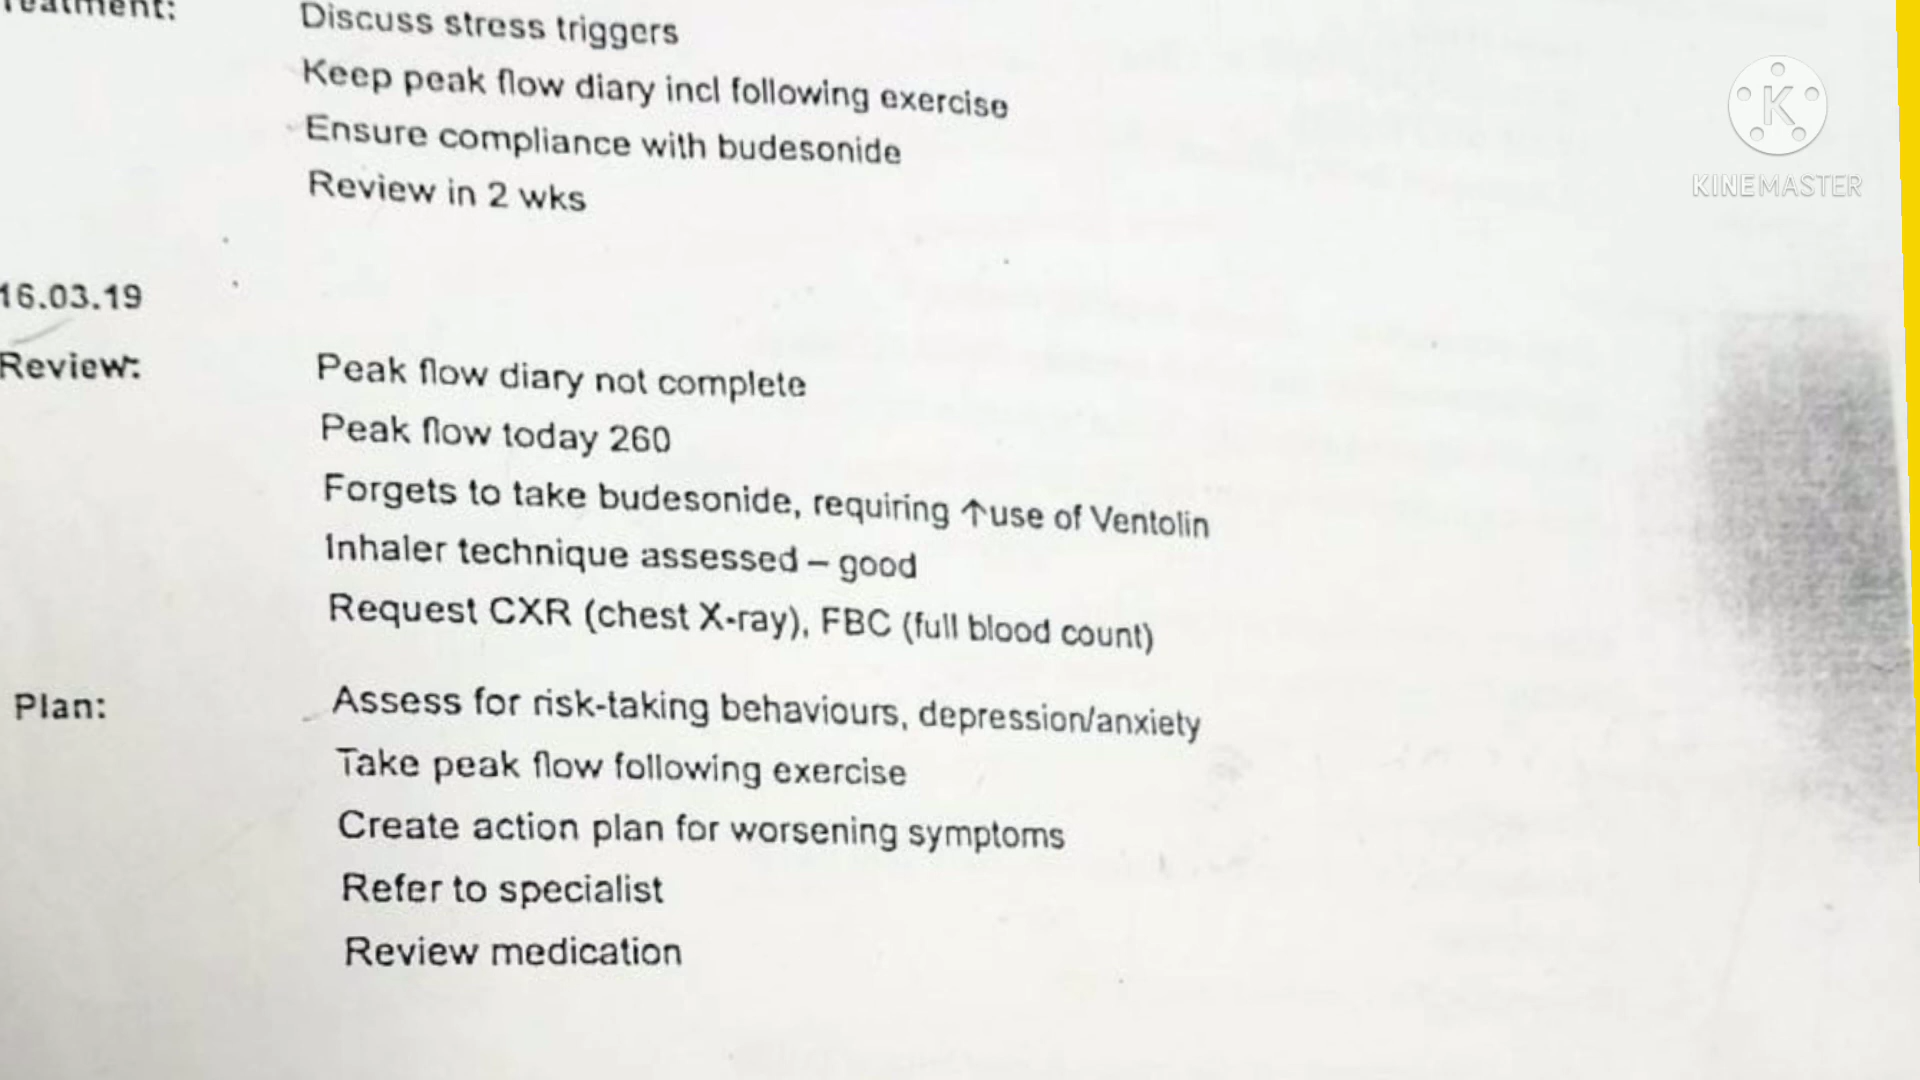 Treatment:
Discuss stress triggers
Keep peak flow diary incl following exercise
Ensure compliance with budesonide
Review in 2 wks
16.03.19
Review:
Peak flow diary not complete
Peak flow today 260
Forgets to take budesonide, requiring ↑use of Ventolin
Inhaler technique assessed – good
Request CXR (chest X-ray), FBC (full blood count)
Plan:
Assess for risk-taking behaviours, depression/anxiety
Take peak flow following exercise
Create action plan for worsening symptoms
Refer to specialist
Review medication
K
KINEMASTER